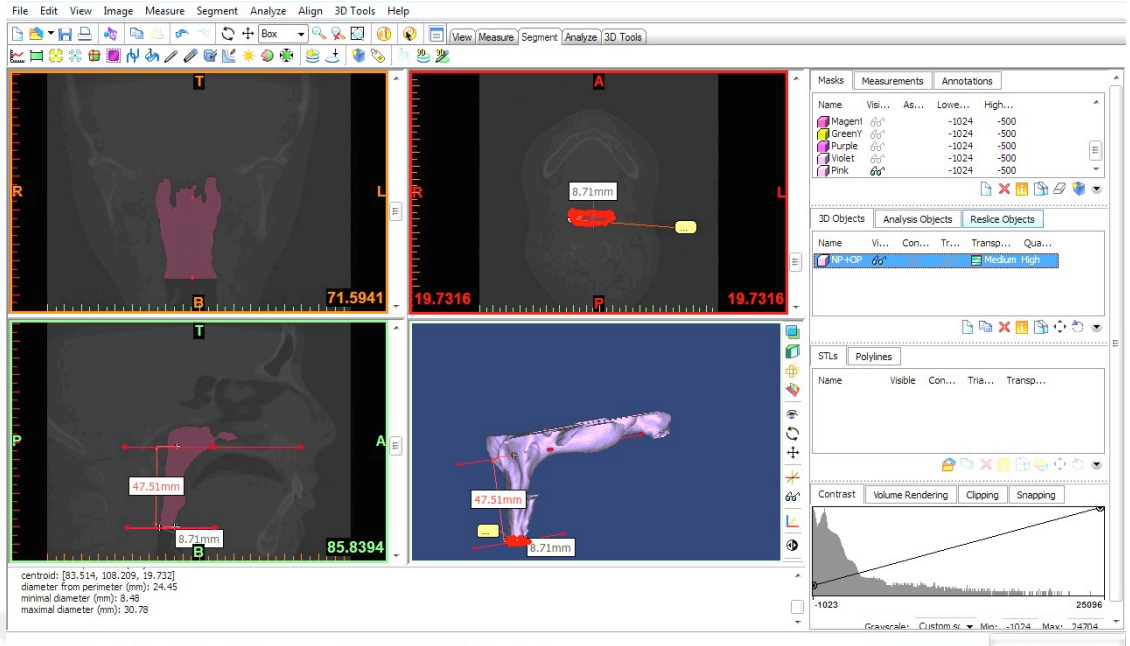 File Edit View Image Measure Segment Analyze Align 3D Tools Help
Box View Measure Segment Analyze 3D Tools
T
R
L
B
71.5941
A
R
L
8.71mm
...
19.7316
P
19.7316
T
P
A
47.51mm
8.71mm
B
85.8394
47.51mm
...
8.71mm
centroid: [83.514, 108.209, 19.732]
diameter from perimeter (mm): 24.45
minimal diameter (mm): 8.48
maximal diameter (mm): 30.78
Masks Measurements Annotations
Name Visi... As... Lowe... High...
Magent -1024 -500
GreenY -1024 -500
Purple -1024 -500
Violet -1024 -500
Pink -1024 -500
3D Objects Analysis Objects Reslice Objects
Name Vi... Con... Tr... Transp... Qua...
NP+OP Medium High
STLs Polylines
Name Visible Con... Tria... Transp...
Contrast Volume Rendering Clipping Snapping
-1023 25096
Grayscale: Custom sc Min: -1024 Max: 24704